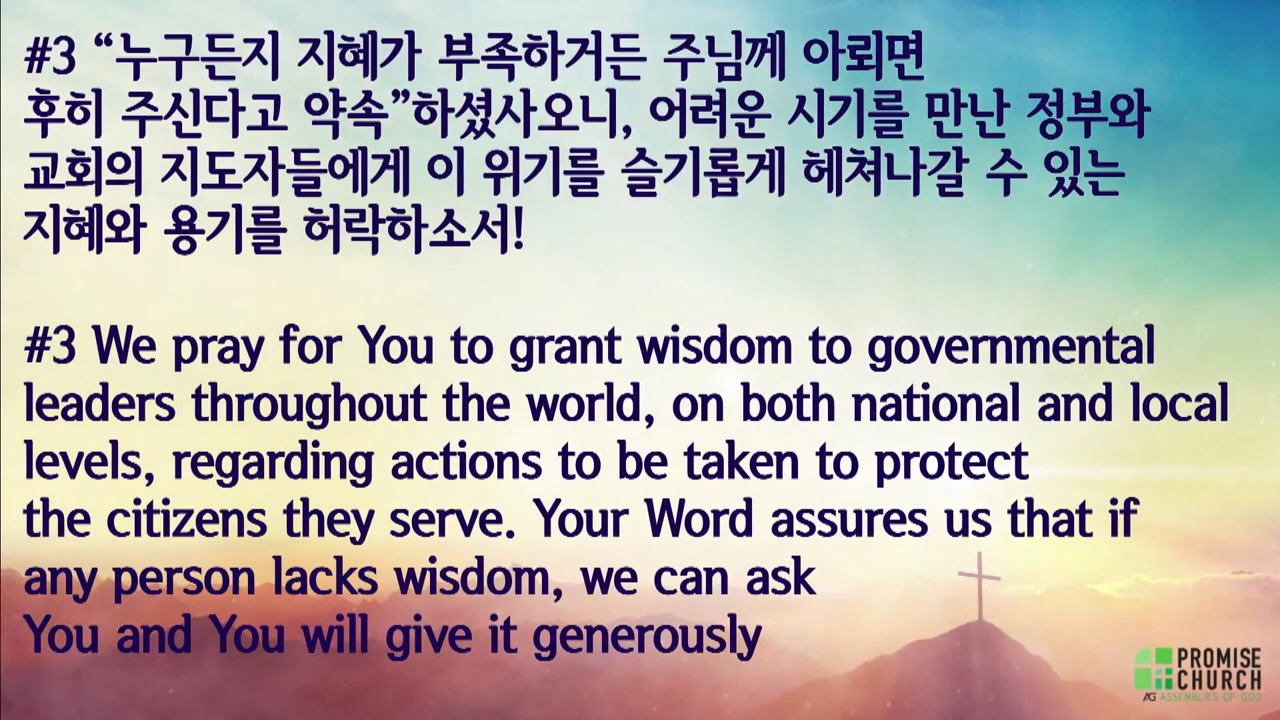 #3 “누구든지 지혜가 부족하거든 주님께 아뢰면
후히 주신다고 약속”하셨사오니, 어려운 시기를 만난 정부와
교회의 지도자들에게 이 위기를 슬기롭게 헤쳐나갈 수 있는
지혜와 용기를 허락하소서!
#3 We pray for You to grant wisdom to governmental
leaders throughout the world, on both national and local
levels, regarding actions to be taken to protect
the citizens they serve. Your Word assures us that if
any person lacks wisdom, we can ask
You and You will give it generously
PROMISE
CHURCH
AG ASSEMBLIES OF GOD